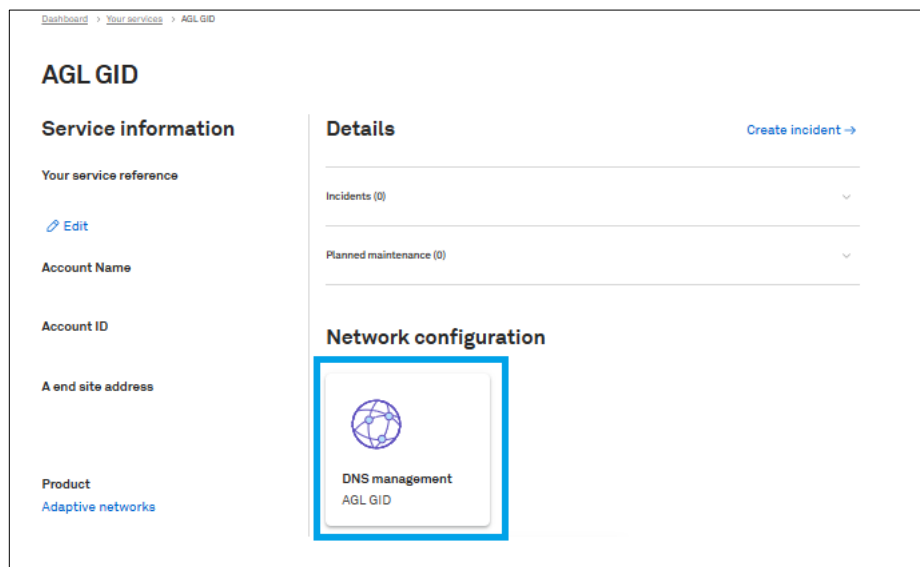 Dashboard > Your services > AGL GID
AGL GID
Service information
Your service reference
Edit
Account Name
Account ID
A end site address
Product
Adaptive networks
Details
Create incident →
Incidents (0)
Planned maintenance (0)
Network configuration
DNS management
AGL GID